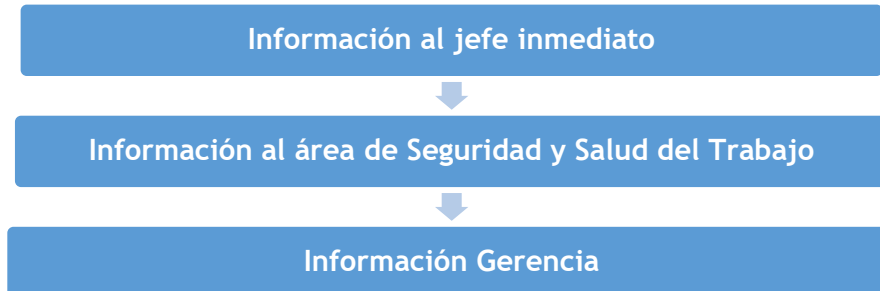 Información al jefe inmediato
Información al área de Seguridad y Salud del Trabajo
Información Gerencia